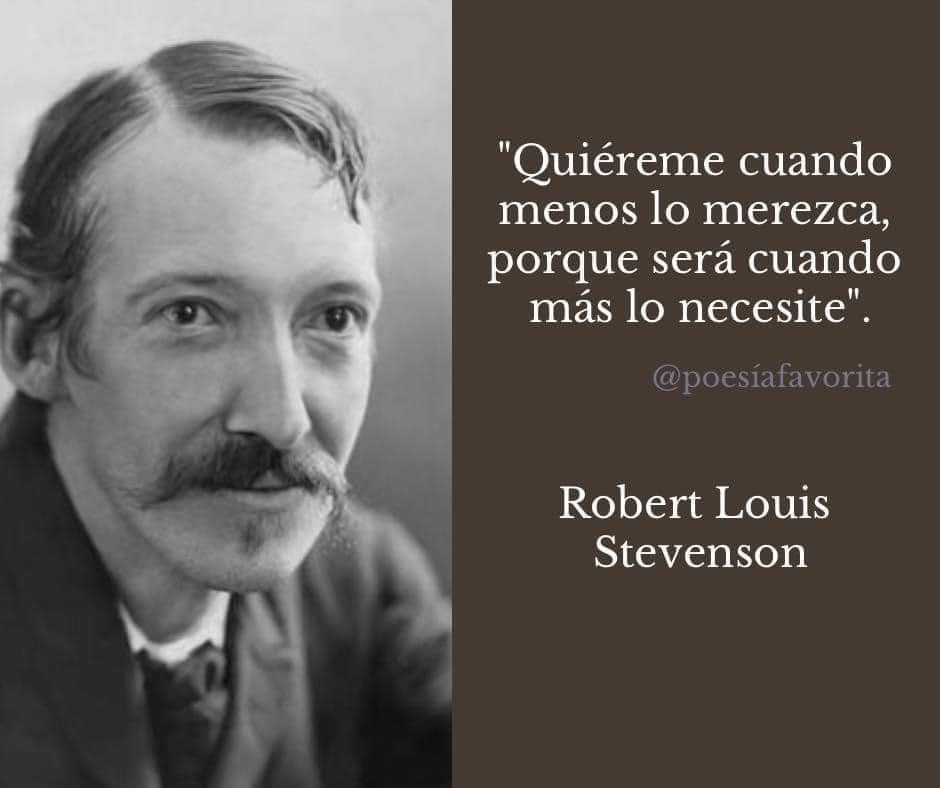 "Quiéreme cuando
menos lo merezca,
porque será cuando
más lo necesite".
@poesíafavorita
Robert Louis
Stevenson